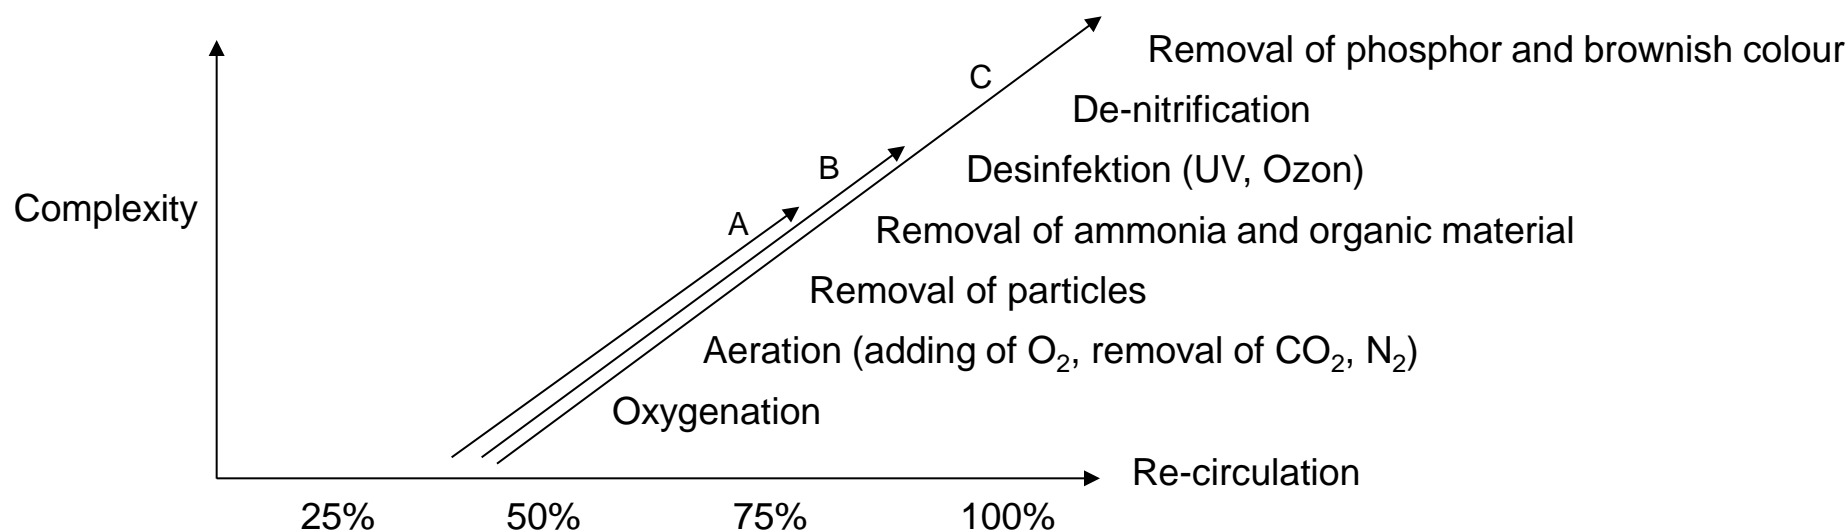 Removal of phosphor and brownish colour
C
De-nitrification
B
Desinfektion (UV, Ozon)
Complexity
A
Removal of ammonia and organic material
Removal of particles
Aeration (adding of O₂, removal of CO₂, N₂)
Oxygenation
Re-circulation
25% 50% 75% 100%